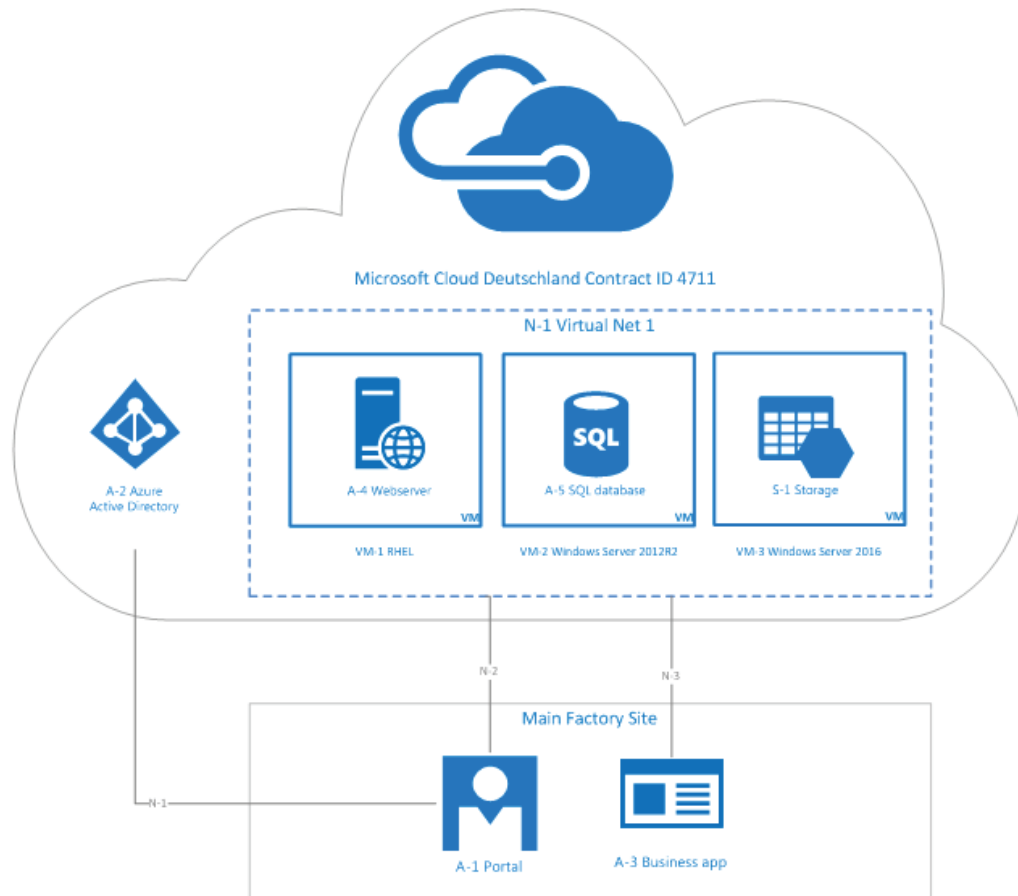 Microsoft Cloud Deutschland Contract ID 4711
N-1 Virtual Net 1
SQL
A-2 Azure
Active Directory
A-4 Webserver
A-5 SQL database
S-1 Storage
VM
VM
VM
VM-1 RHEL
VM-2 Windows Server 2012R2
VM-3 Windows Server 2016
N-2
N-3
Main Factory Site
N-1
A-1 Portal
A-3 Business app